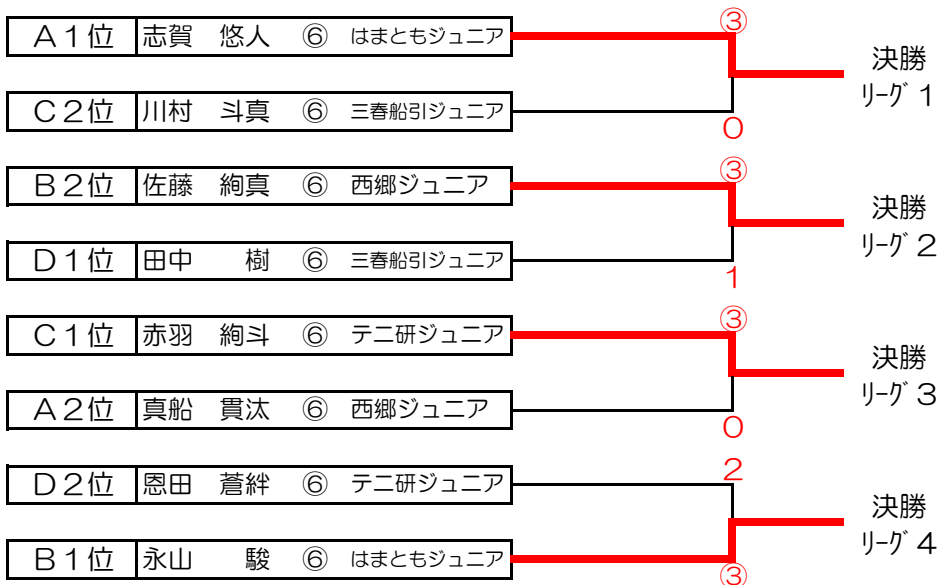 A1位 志賀 悠人 ⑥ はまともジュニア
③
決勝
ﾘｰｸﾞ 1
C2位 川村 斗真 ⑥ 三春船引ジュニア
0
B2位 佐藤 絢真 ⑥ 西郷ジュニア
③
決勝
ﾘｰｸﾞ 2
D1位 田中 樹 ⑥ 三春船引ジュニア
1
C1位 赤羽 絢斗 ⑥ テニ研ジュニア
③
決勝
ﾘｰｸﾞ 3
A2位 真船 貫汰 ⑥ 西郷ジュニア
0
D2位 恩田 蒼絆 ⑥ テニ研ジュニア
2
決勝
ﾘｰｸﾞ 4
B1位 永山 駿 ⑥ はまともジュニア
③